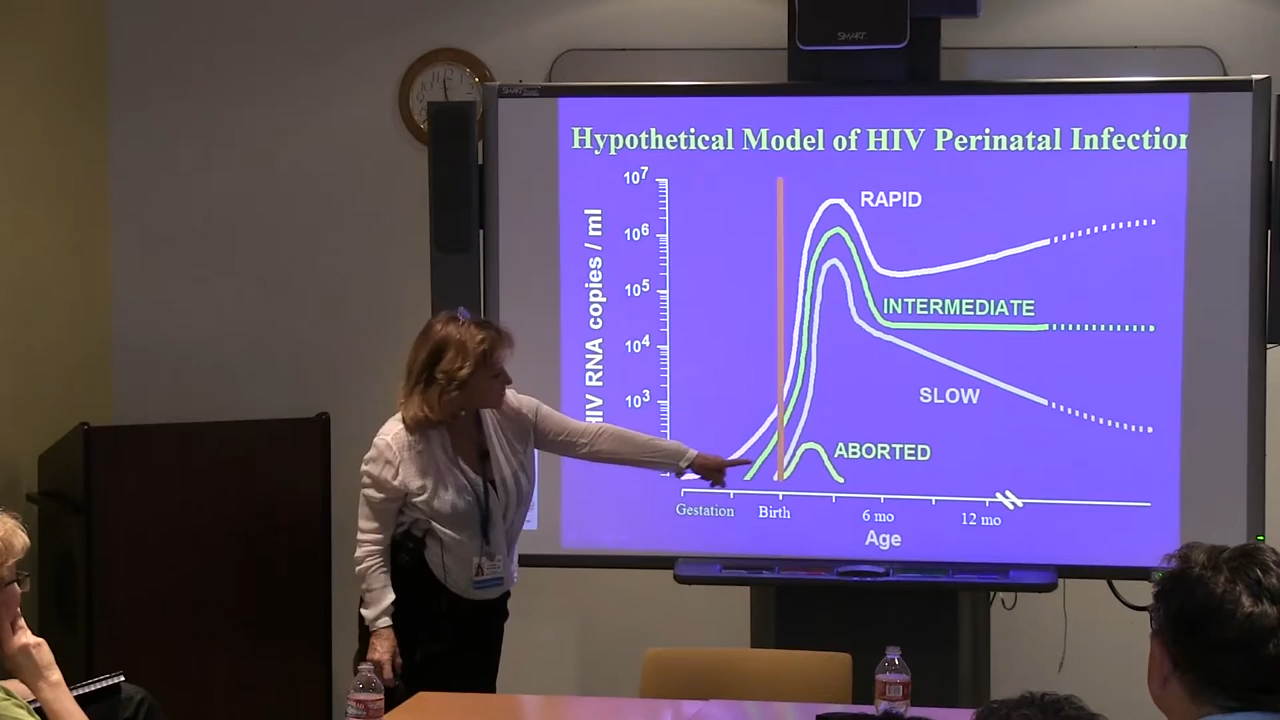 SMART
SMART
Hypothetical Model of HIV Perinatal Infection
10⁷
10⁶
10⁵
10⁴
10³
HIV RNA copies / ml
RAPID
INTERMEDIATE
SLOW
ABORTED
Gestation
Birth
6 mo
12 mo
Age